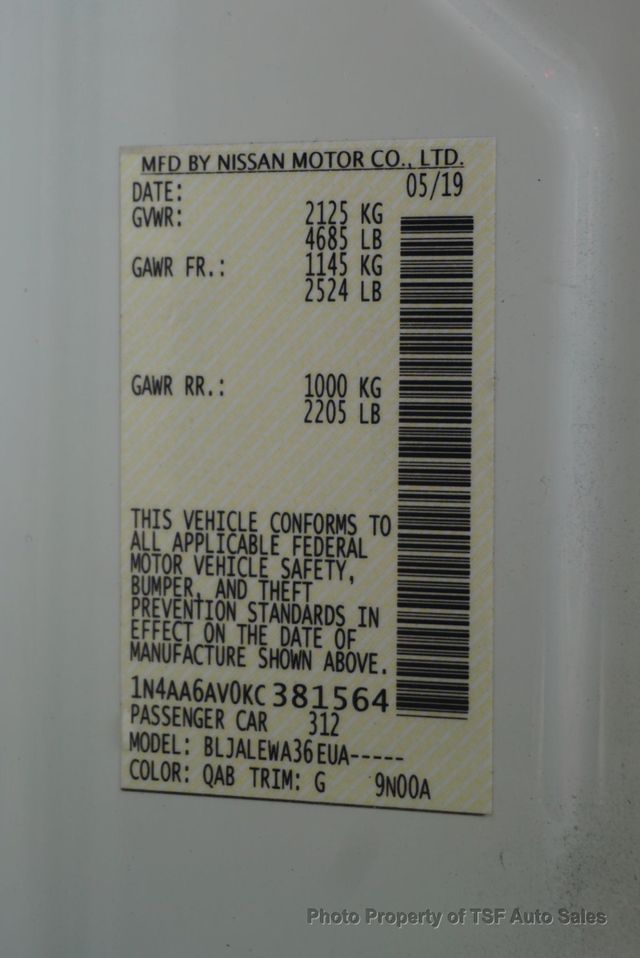 MFD BY NISSAN MOTOR CO., LTD.
DATE: 05/19
GVWR: 2125 KG
4685 LB
GAWR FR.: 1145 KG
2524 LB
GAWR RR.: 1000 KG
2205 LB
THIS VEHICLE CONFORMS TO
ALL APPLICABLE FEDERAL
MOTOR VEHICLE SAFETY,
BUMPER, AND THEFT
PREVENTION STANDARDS IN
EFFECT ON THE DATE OF
MANUFACTURE SHOWN ABOVE.
1N4AA6AV0KC381564
PASSENGER CAR 312
MODEL: BLJALEWA36EUA-----
COLOR: QAB TRIM: G 9N00A
Photo Property of TSF Auto Sales